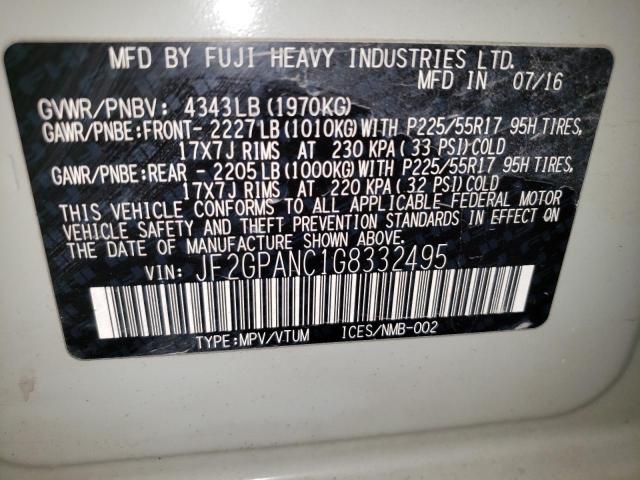 MFD BY FUJI HEAVY INDUSTRIES LTD.
MFD IN 07/16
GVWR/PNBV: 4343LB(1970KG)
GAWR/PNBE:FRONT-2227LB(1010KG)WITH P225/55R17 95H TIRES,
17X7J RIMS AT 230 KPA(33 PSI)COLD
GAWR/PNBE:REAR -2205LB(1000KG)WITH P225/55R17 95H TIRES,
17X7J RIMS AT 220 KPA(32 PSI)COLD
THIS VEHICLE CONFORMS TO ALL APPLICABLE FEDERAL MOTOR
VEHICLE SAFETY AND THEFT PREVENTION STANDARDS IN EFFECT ON
THE DATE OF MANUFACTURE SHOWN ABOVE.
VIN: JF2GPANC1G8332495
TYPE:MPV/VTUM ICES/NMB-002